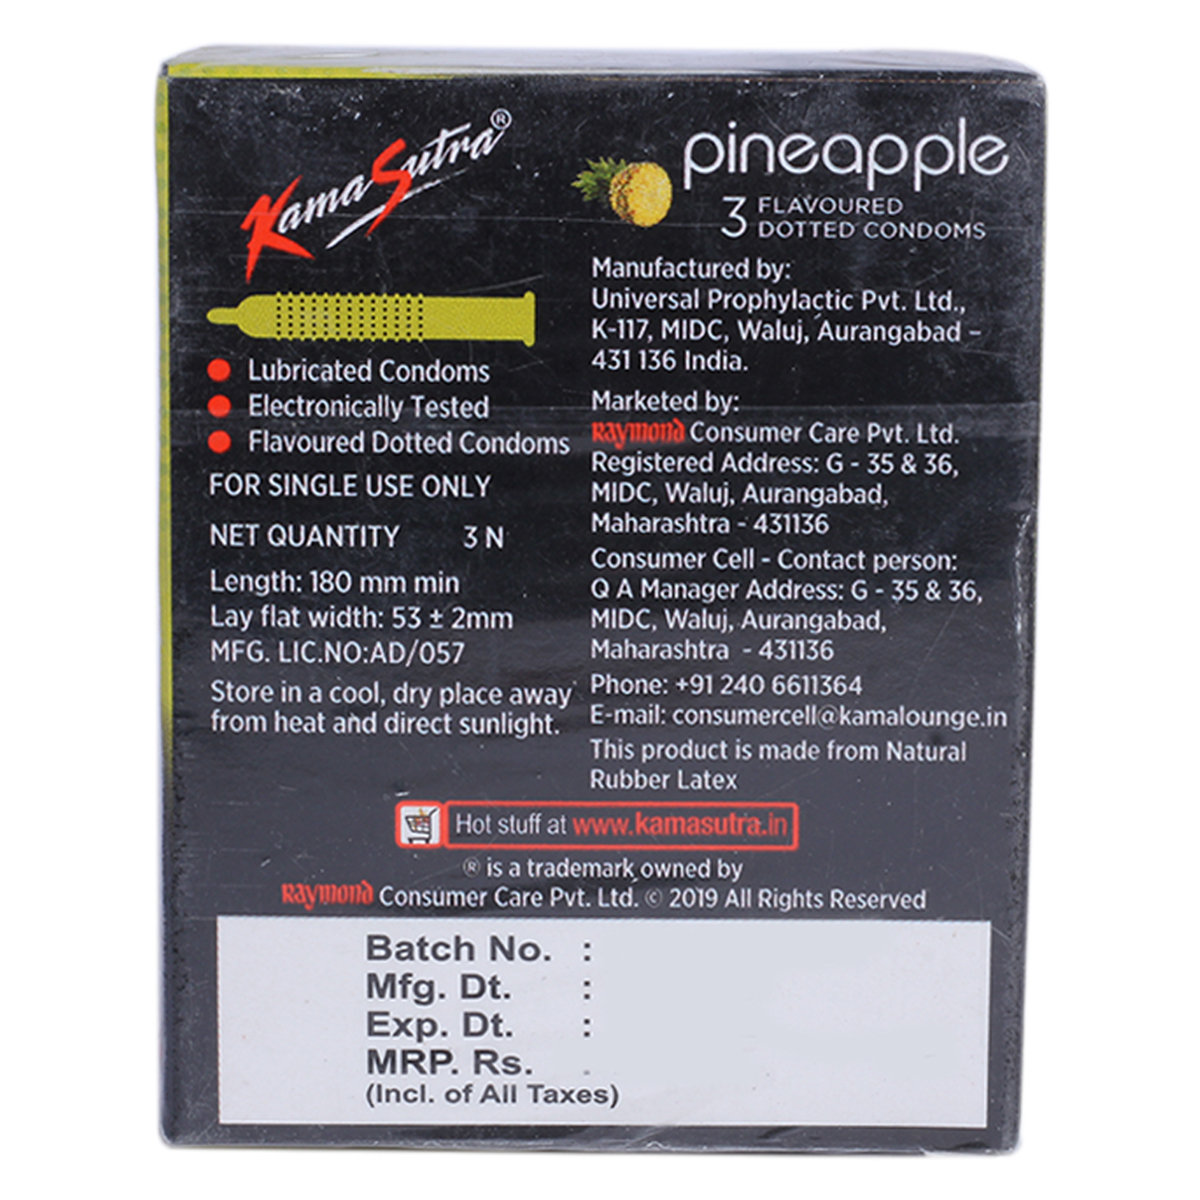 KamaSutra®
pineapple
3 FLAVOURED
DOTTED CONDOMS
Lubricated Condoms
Electronically Tested
Flavoured Dotted Condoms
FOR SINGLE USE ONLY
NET QUANTITY 3 N
Length: 180 mm min
Lay flat width: 53 ± 2mm
MFG. LIC.NO:AD/057
Store in a cool, dry place away
from heat and direct sunlight.
Manufactured by:
Universal Prophylactic Pvt. Ltd.,
K-117, MIDC, Waluj, Aurangabad –
431 136 India.
Marketed by:
Raymond Consumer Care Pvt. Ltd.
Registered Address: G - 35 & 36,
MIDC, Waluj, Aurangabad,
Maharashtra - 431136
Consumer Cell - Contact person:
Q A Manager Address: G - 35 & 36,
MIDC, Waluj, Aurangabad,
Maharashtra - 431136
Phone: +91 240 6611364
E-mail: consumercell@kamalounge.in
This product is made from Natural
Rubber Latex
Hot stuff at www.kamasutra.in
® is a trademark owned by
Raymond Consumer Care Pvt. Ltd. © 2019 All Rights Reserved
Batch No. :
Mfg. Dt. :
Exp. Dt. :
MRP. Rs. .
(Incl. of All Taxes)